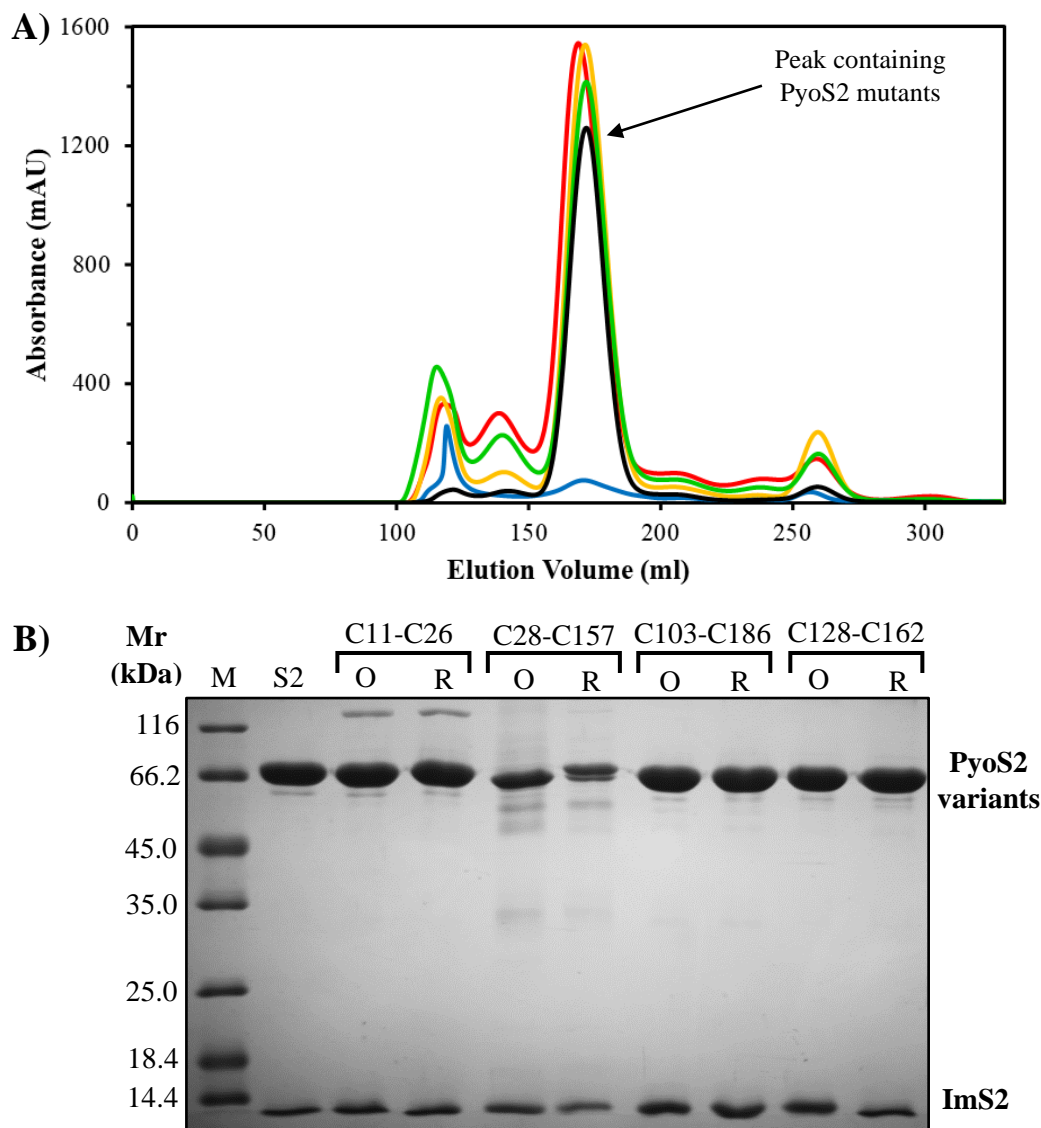 A)
1600
1200
800
400
0
Absorbance (mAU)
Peak containing
PyoS2 mutants
0 50 100 150 200 250 300
Elution Volume (ml)
B)
Mr
(kDa)
C11-C26 C28-C157 C103-C186 C128-C162
M S2 O R O R O R O R
116
66.2
45.0
35.0
25.0
18.4
14.4
PyoS2
variants
ImS2